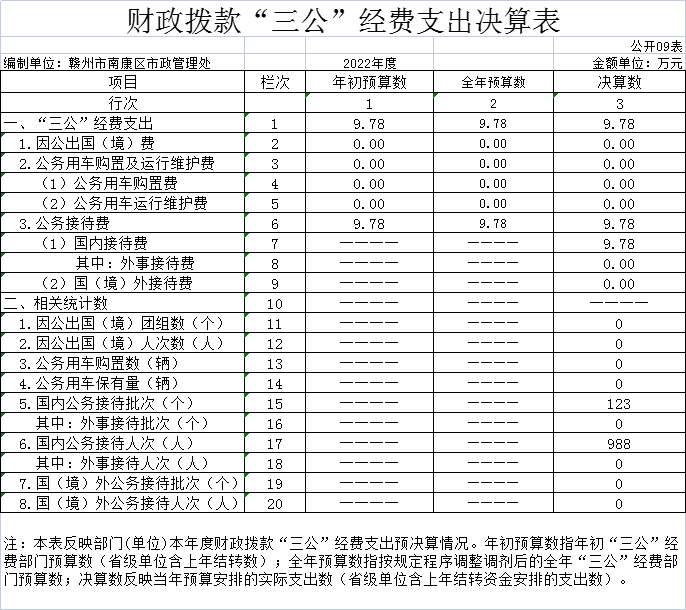 财政拨款“三公”经费支出决算表
公开09表
编制单位：赣州市南康区市政管理处 2022年度 金额单位：万元
项目 栏次 年初预算数 全年预算数 决算数
行次 1 2 3
一、“三公”经费支出 1 9.78 9.78 9.78
1.因公出国（境）费 2 0.00 0.00 0.00
2.公务用车购置及运行维护费 3 0.00 0.00 0.00
（1）公务用车购置费 4 0.00 0.00 0.00
（2）公务用车运行维护费 5 0.00 0.00 0.00
3.公务接待费 6 9.78 9.78 9.78
（1）国内接待费 7 ———— ———— 9.78
其中：外事接待费 8 ———— ———— 0.00
（2）国（境）外接待费 9 ———— ———— 0.00
二、相关统计数 10 ———— ———— ————
1.因公出国（境）团组数（个） 11 ———— ———— 0
2.因公出国（境）人次数（人） 12 ———— ———— 0
3.公务用车购置数（辆） 13 ———— ———— 0
4.公务用车保有量（辆） 14 ———— ———— 0
5.国内公务接待批次（个） 15 ———— ———— 123
其中：外事接待批次（个） 16 ———— ———— 0
6.国内公务接待人次（人） 17 ———— ———— 988
其中：外事接待人次（人） 18 ———— ———— 0
7.国（境）外公务接待批次（个） 19 ———— ———— 0
8.国（境）外公务接待人次（人） 20 ———— ———— 0
注：本表反映部门(单位)本年度财政拨款“三公”经费支出预决算情况。年初预算数指年初“三公”经
费部门预算数（省级单位含上年结转数）；全年预算数指按规定程序调整调剂后的全年“三公”经费部
门预算数；决算数反映当年预算安排的实际支出数（省级单位含上年结转资金安排的支出数）。